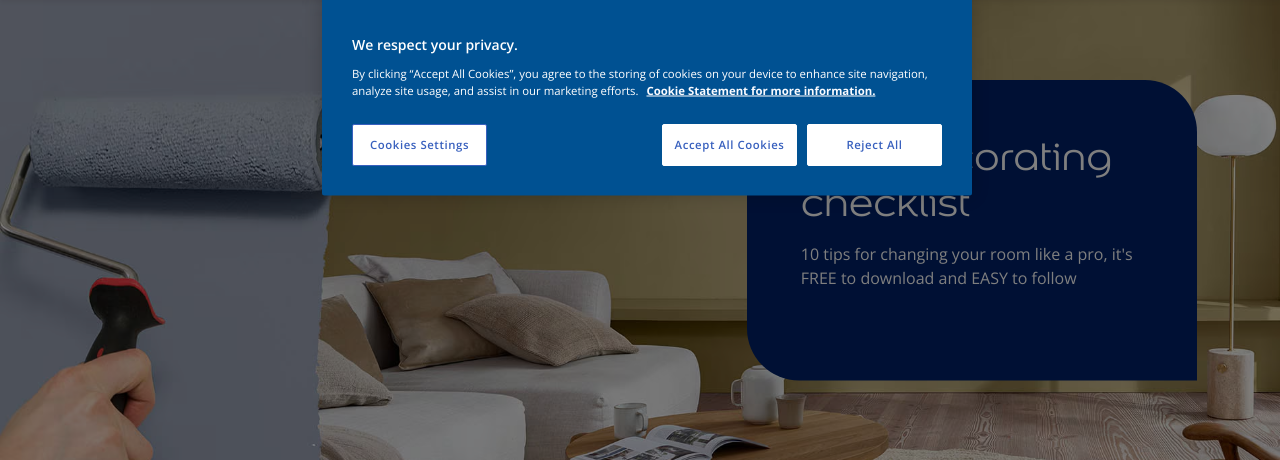 We respect your privacy.
By clicking “Accept All Cookies”, you agree to the storing of cookies on your device to enhance site navigation,
analyze site usage, and assist in our marketing efforts. Cookie Statement for more information.
Cookies Settings
Accept All Cookies
Reject All
orating
checklist
10 tips for changing your room like a pro, it's
FREE to download and EASY to follow